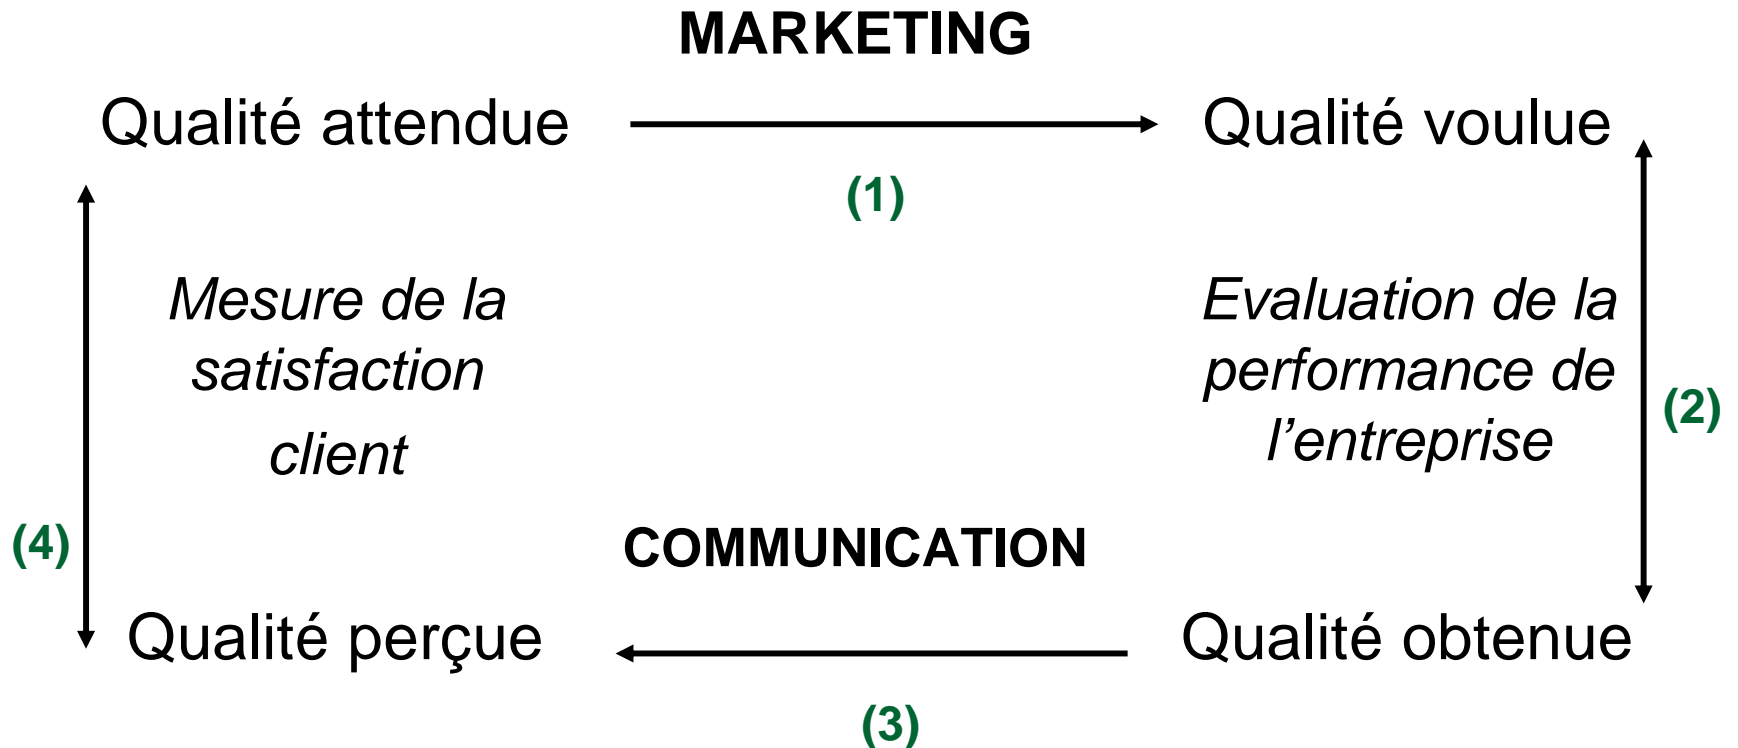 MARKETING
Qualité attendue
Qualité voulue
(1)
Mesure de la
satisfaction
client
Evaluation de la
performance de
l’entreprise
(2)
(4)
COMMUNICATION
Qualité perçue
Qualité obtenue
(3)